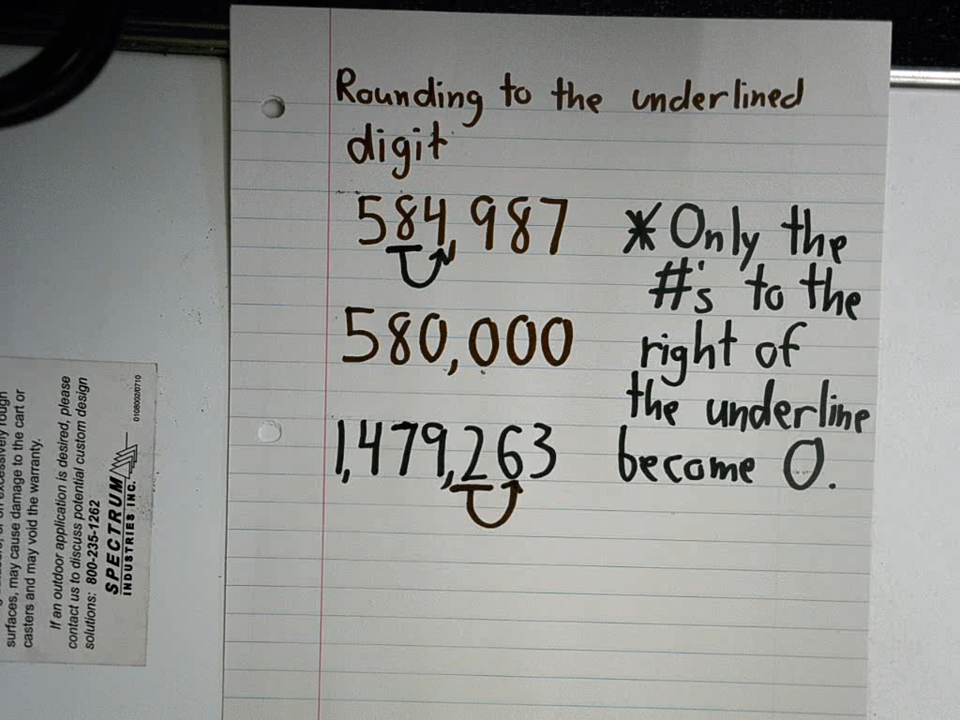 Rounding to the underlined
digit
584,987
580,000
1,479,263
*Only the
#'s to the
right of
the underline
become 0.
surfaces, may cause damage to the cart or
casters and may void the warranty.
If an outdoor application is desired, please
contact us to discuss potential custom design
solutions: 800-235-1262
SPECTRUM
INDUSTRIES INC.